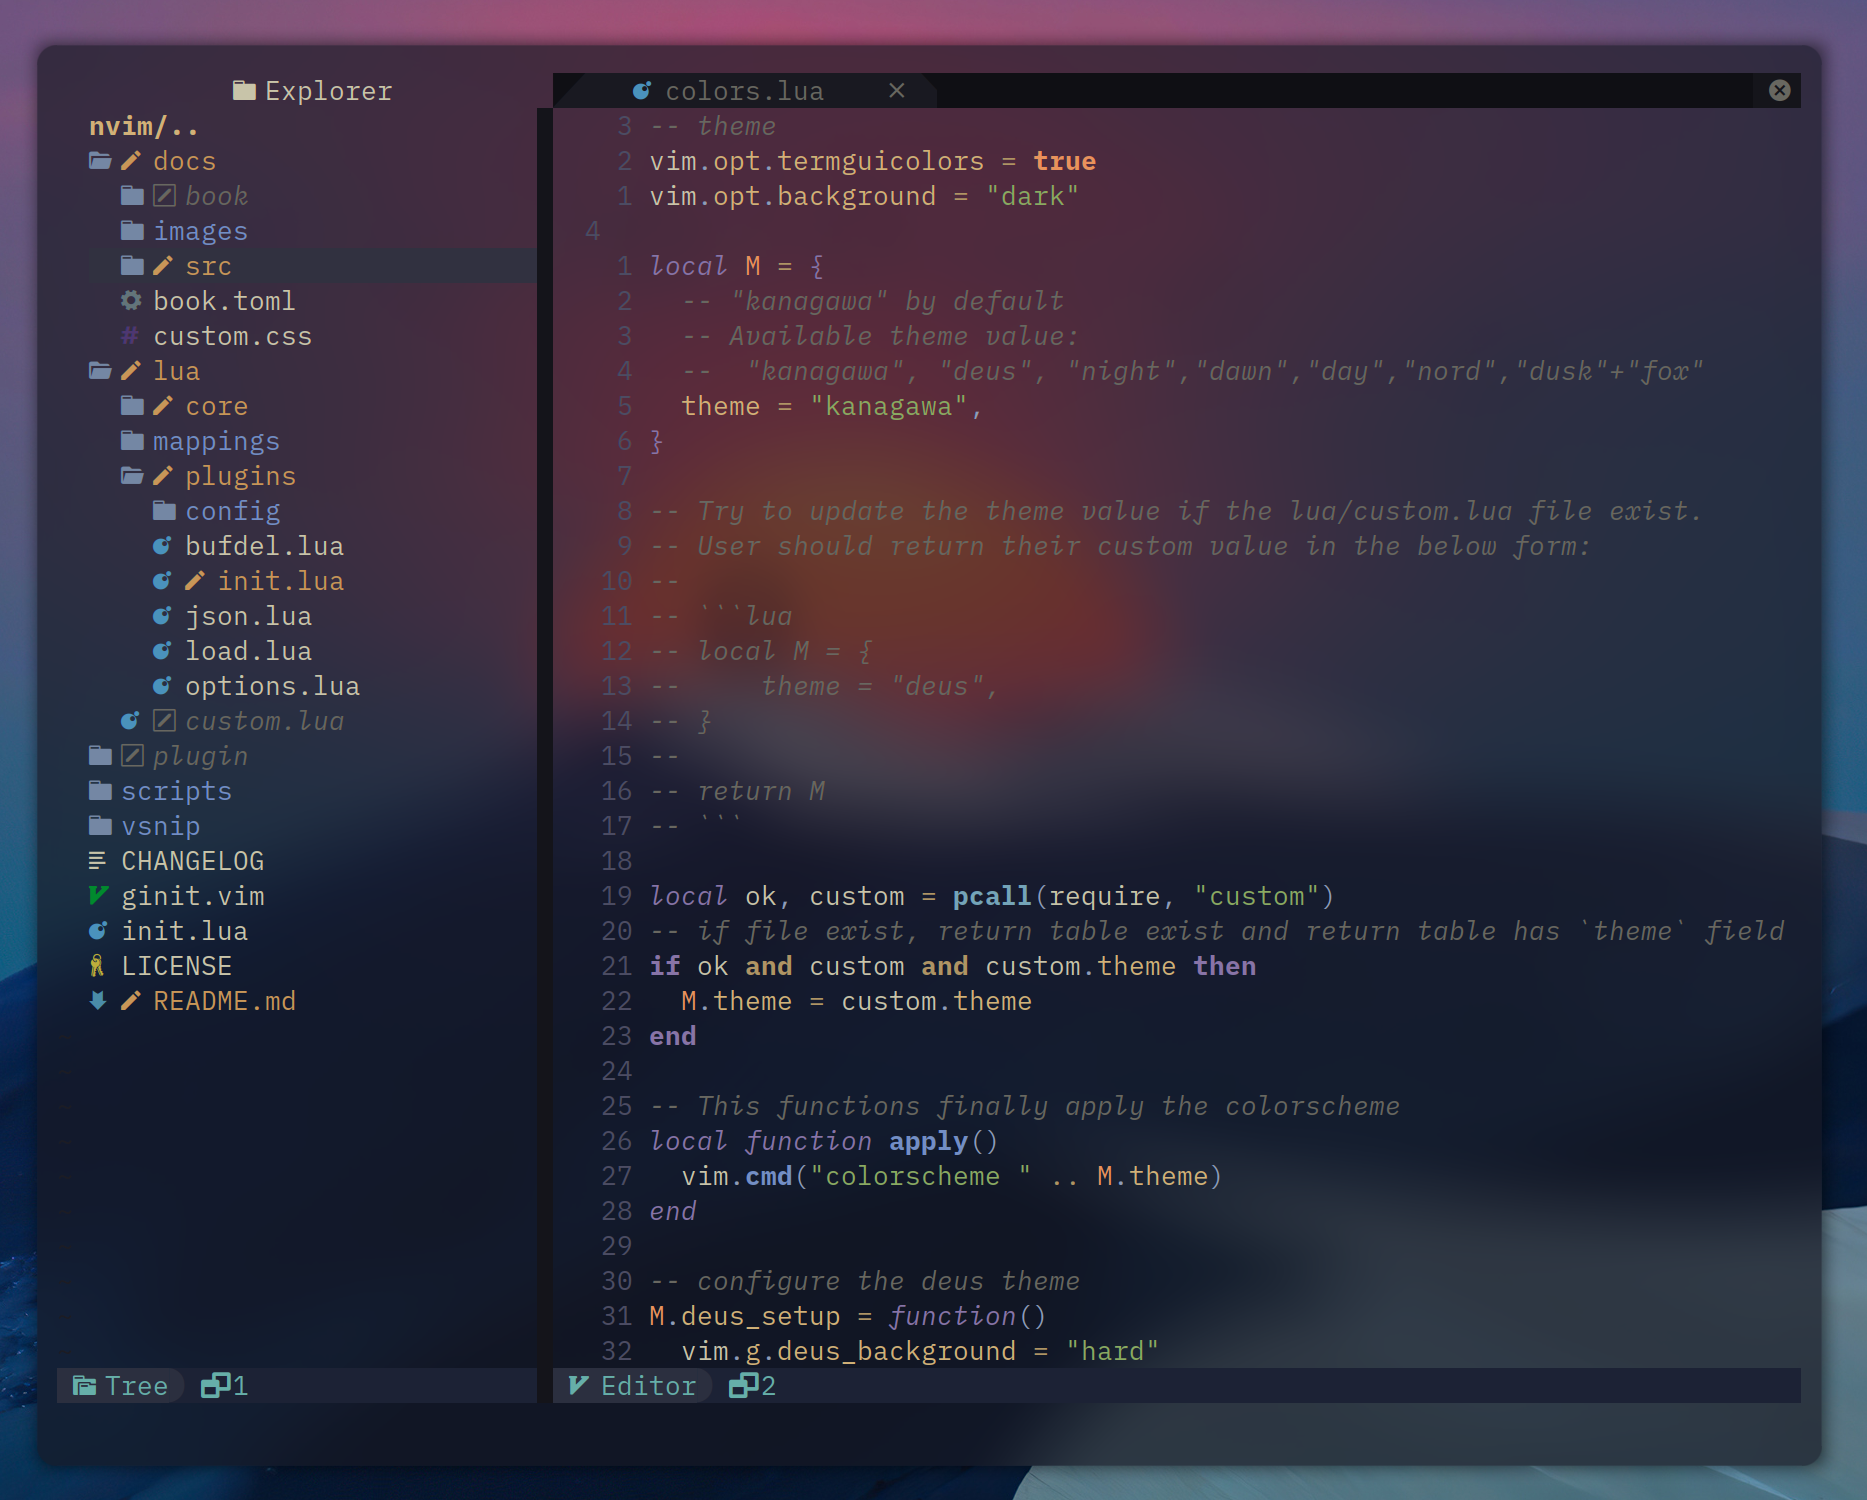 Explorer
nvim/..
docs
book
images
src
book.toml
# custom.css
lua
core
mappings
plugins
config
bufdel.lua
init.lua
json.lua
load.lua
options.lua
custom.lua
plugin
scripts
vsnip
CHANGELOG
ginit.vim
init.lua
LICENSE
README.md
Tree 1
colors.lua ×
3 -- theme
2 vim.opt.termguicolors = true
1 vim.opt.background = "dark"
4
1 local M = {
2   -- "kanagawa" by default
3   -- Available theme value:
4   --  "kanagawa", "deus", "night","dawn","day","nord","dusk"+"fox"
5   theme = "kanagawa",
6 }
7
8 -- Try to update the theme value if the lua/custom.lua file exist.
9 -- User should return their custom value in the below form:
10 --
11 -- ```lua
12 -- local M = {
13 --     theme = "deus",
14 -- }
15 --
16 -- return M
17 -- ```
18
19 local ok, custom = pcall(require, "custom")
20 -- if file exist, return table exist and return table has `theme` field
21 if ok and custom and custom.theme then
22   M.theme = custom.theme
23 end
24
25 -- This functions finally apply the colorscheme
26 local function apply()
27   vim.cmd("colorscheme " .. M.theme)
28 end
29
30 -- configure the deus theme
31 M.deus_setup = function()
32   vim.g.deus_background = "hard"
Editor 2